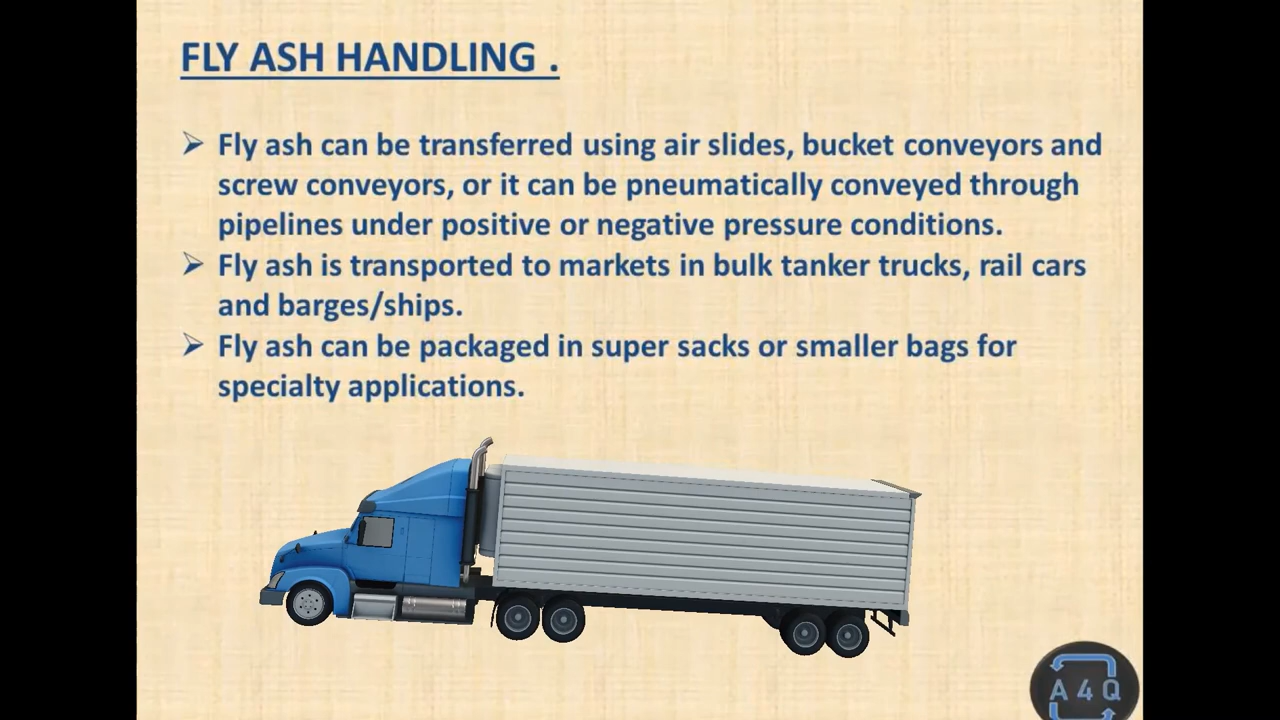 FLY ASH HANDLING .
Fly ash can be transferred using air slides, bucket conveyors and
screw conveyors, or it can be pneumatically conveyed through
pipelines under positive or negative pressure conditions.
Fly ash is transported to markets in bulk tanker trucks, rail cars
and barges/ships.
Fly ash can be packaged in super sacks or smaller bags for
specialty applications.
A 4 Q